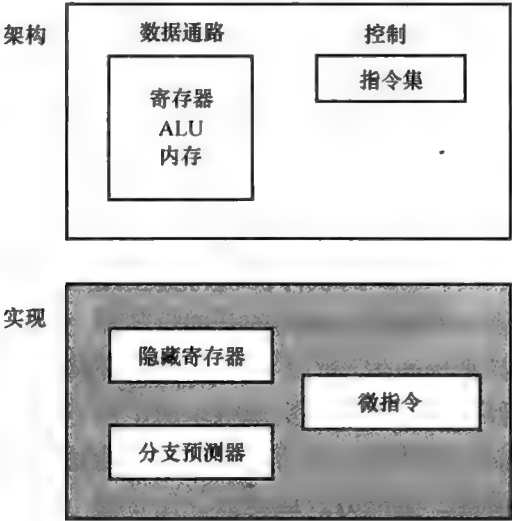 架构
数据通路
控制
寄存器
ALU
内存
指令集
实现
隐藏寄存器
微指令
分支预测器